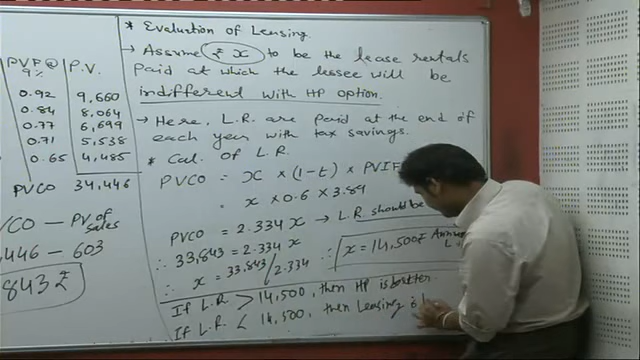 PVF@ 9% P.V.
0.92 9,660
0.84 8,064
0.77 6,699
0.71 5,538
0.65 4,485
PVCO 34,446
CO — PV of sales
,446 — 603
843₹
* Evaluation of Leasing.
→ Assume ₹ x to be the lease rentals
Paid at which the lessee will be
indifferent with HP option.
→ Here, L.R. are paid at the end of
each year with tax savings.
* Cal. of L.R.
PVCO = x × (1-t) × PVIF
= x × 0.6 × 3.84
PVCO = 2.334 x → L.R. should be
∴ 33,843 = 2.334 x
∴ x = 33,843/2.334 ∴ x = 14,500₹ Annual L.
If L.R. > 14,500, then HP is better
If L.R. < 14,500, then Leasing is b